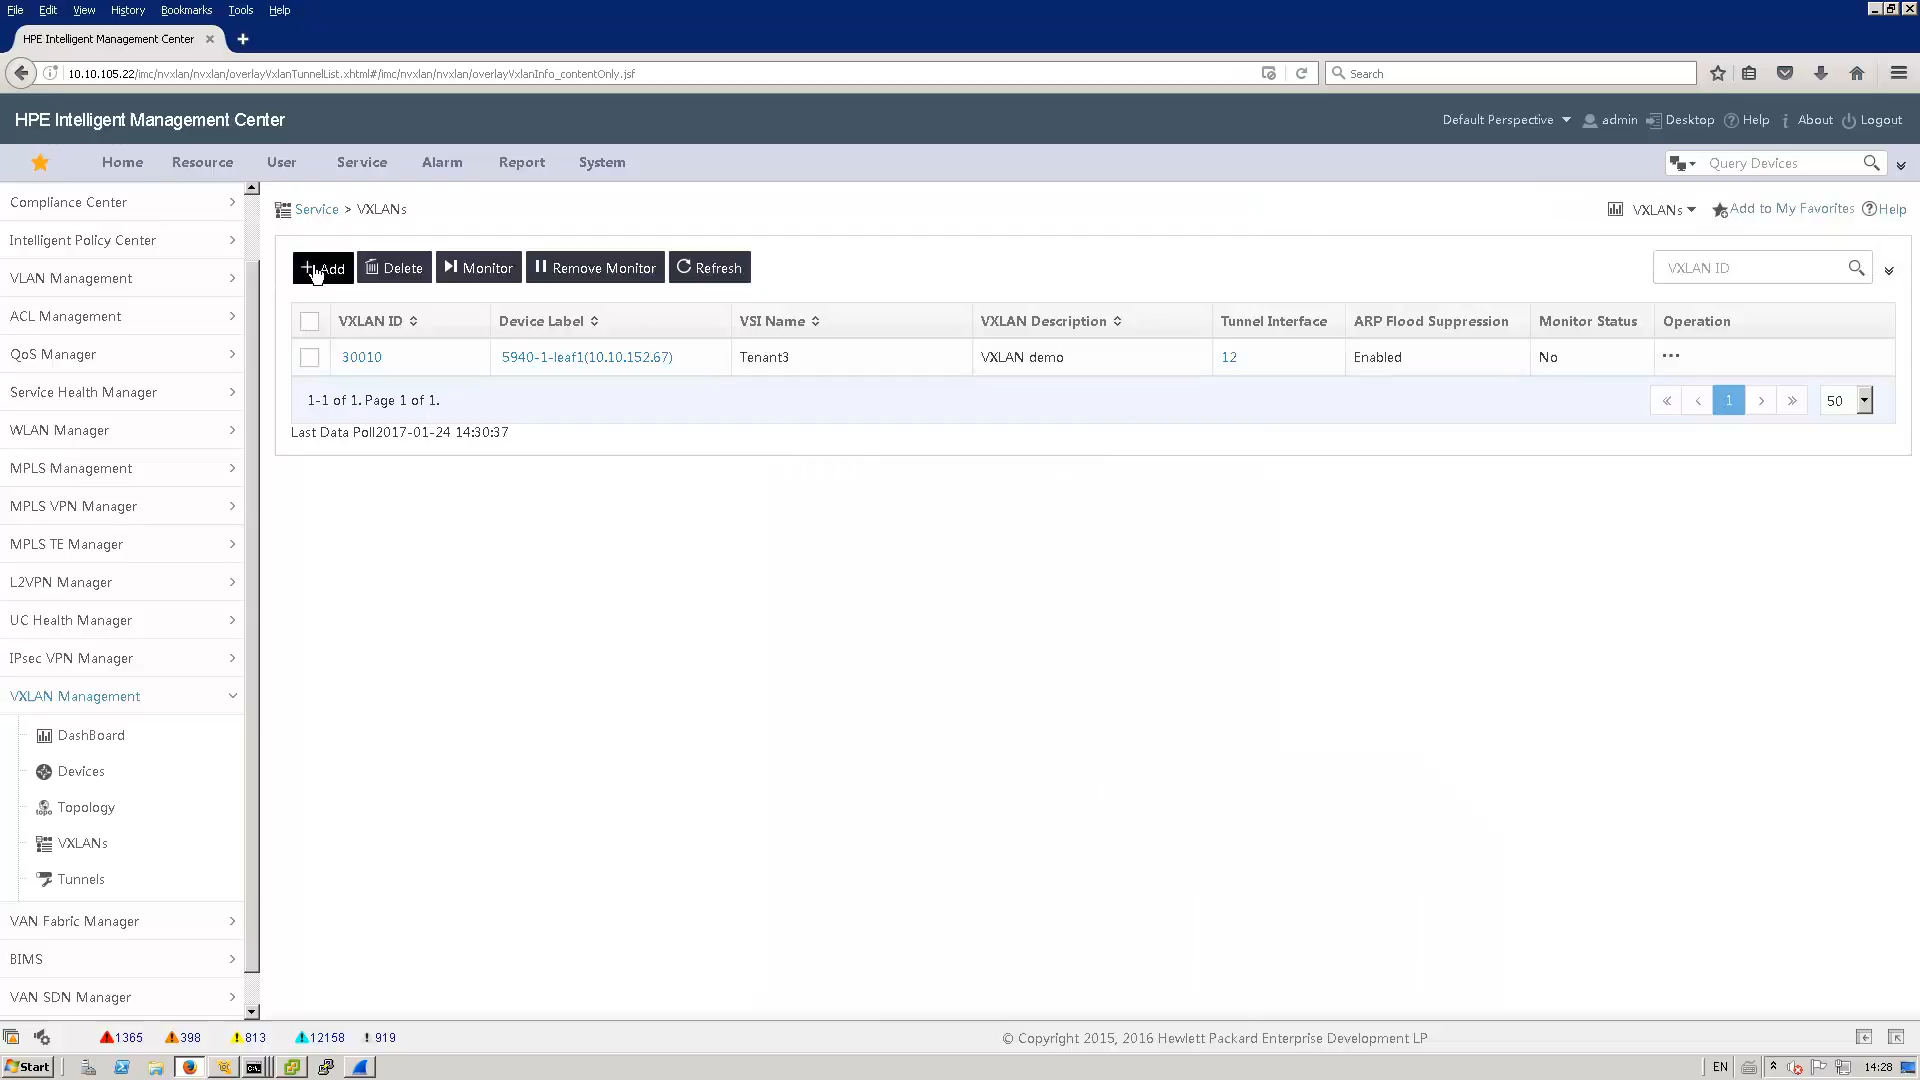 File Edit View History Bookmarks Tools Help
HPE Intelligent Management Center
10.10.105.22/imc/nvxlan/nvxlan/overlayVxlanTunnelList.xhtml#/imc/nvxlan/nvxlan/overlayVxlanInfo_contentOnly.jsf
Search
HPE Intelligent Management Center
Default Perspective admin Desktop Help About Logout
Home Resource User Service Alarm Report System
Query Devices
Compliance Center
Intelligent Policy Center
VLAN Management
ACL Management
QoS Manager
Service Health Manager
WLAN Manager
MPLS Management
MPLS VPN Manager
MPLS TE Manager
L2VPN Manager
UC Health Manager
IPsec VPN Manager
VXLAN Management
DashBoard
Devices
Topology
VXLANs
Tunnels
VAN Fabric Manager
BIMS
VAN SDN Manager
Service > VXLANs
VXLANs Add to My Favorites Help
Add Delete Monitor Remove Monitor Refresh
VXLAN ID
VXLAN ID Device Label VSI Name VXLAN Description Tunnel Interface ARP Flood Suppression Monitor Status Operation
30010 5940-1-leaf1(10.10.152.67) Tenant3 VXLAN demo 12 Enabled No ...
1-1 of 1. Page 1 of 1.
« ‹ 1 › » 50
Last Data Poll2017-01-24 14:30:37
1365 398 813 12158 919
© Copyright 2015, 2016 Hewlett Packard Enterprise Development LP
Start
EN 14:28